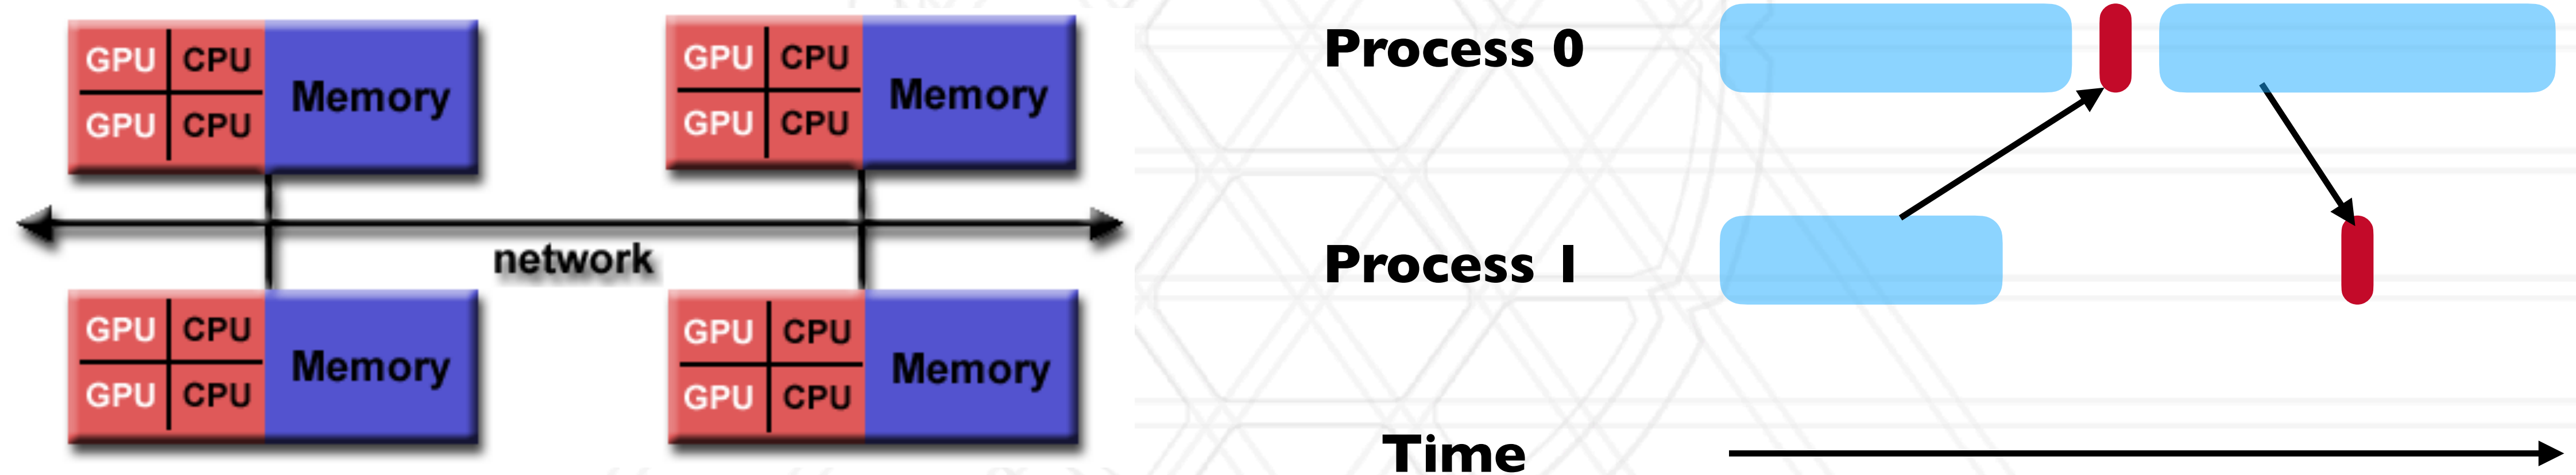 GPU CPU
GPU CPU
Memory
GPU CPU
GPU CPU
Memory
network
GPU CPU
GPU CPU
Memory
GPU CPU
GPU CPU
Memory
Process 0
Process 1
Time